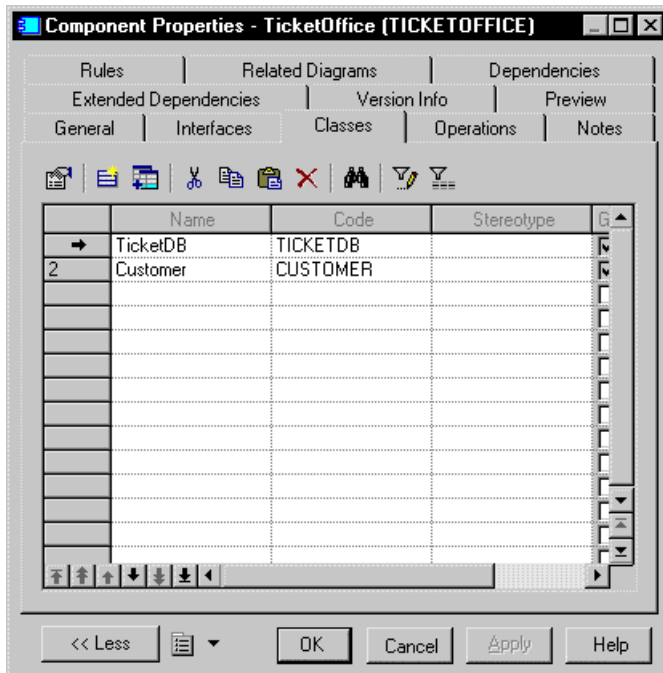 Component Properties - TicketOffice (TICKETOFFICE)
Rules Related Diagrams Dependencies
Extended Dependencies Version Info Preview
General Interfaces Classes Operations Notes
Name Code Stereotype G
TicketDB TICKETDB
2 Customer CUSTOMER
<< Less OK Cancel Apply Help